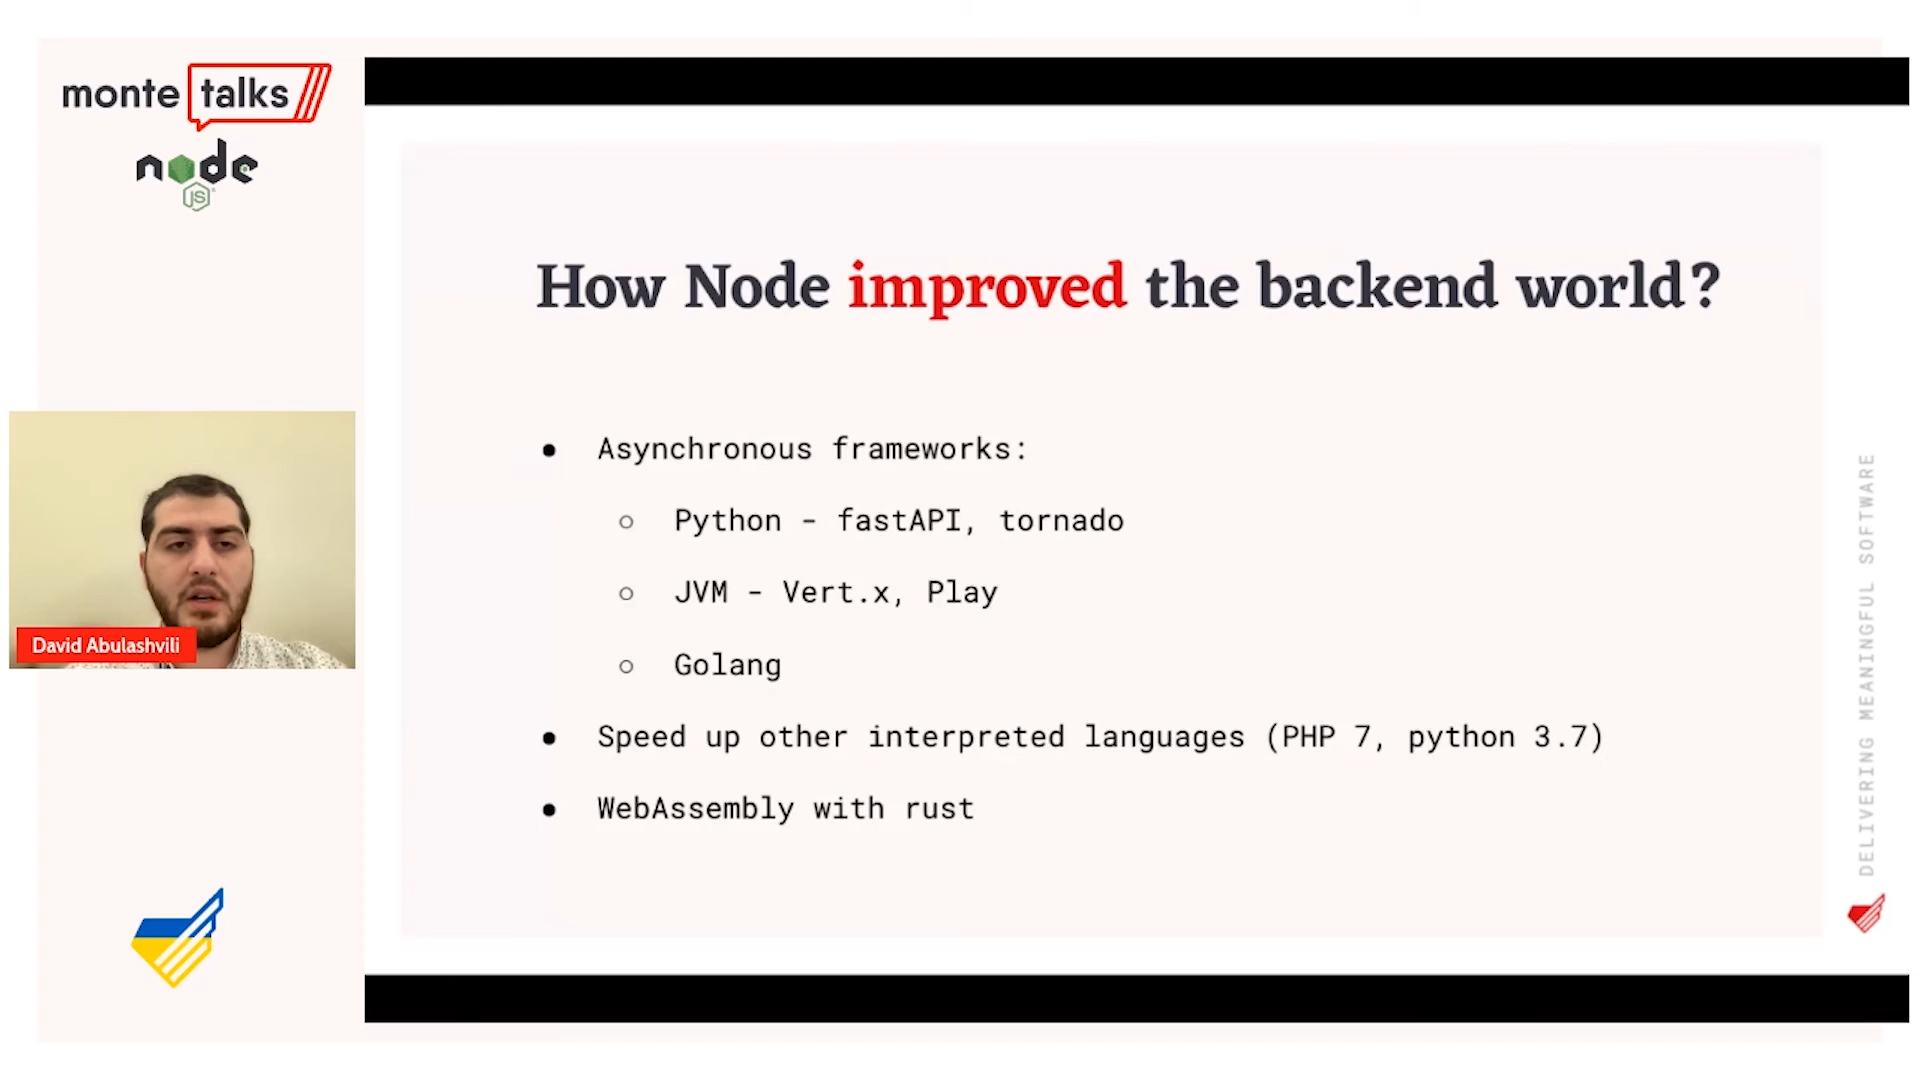 monte talks
node
JS
How Node improved the backend world?
Asynchronous frameworks:
Python - fastAPI, tornado
JVM - Vert.x, Play
Golang
Speed up other interpreted languages (PHP 7, python 3.7)
WebAssembly with rust
David Abulashvili
DELIVERING MEANINGFUL SOFTWARE